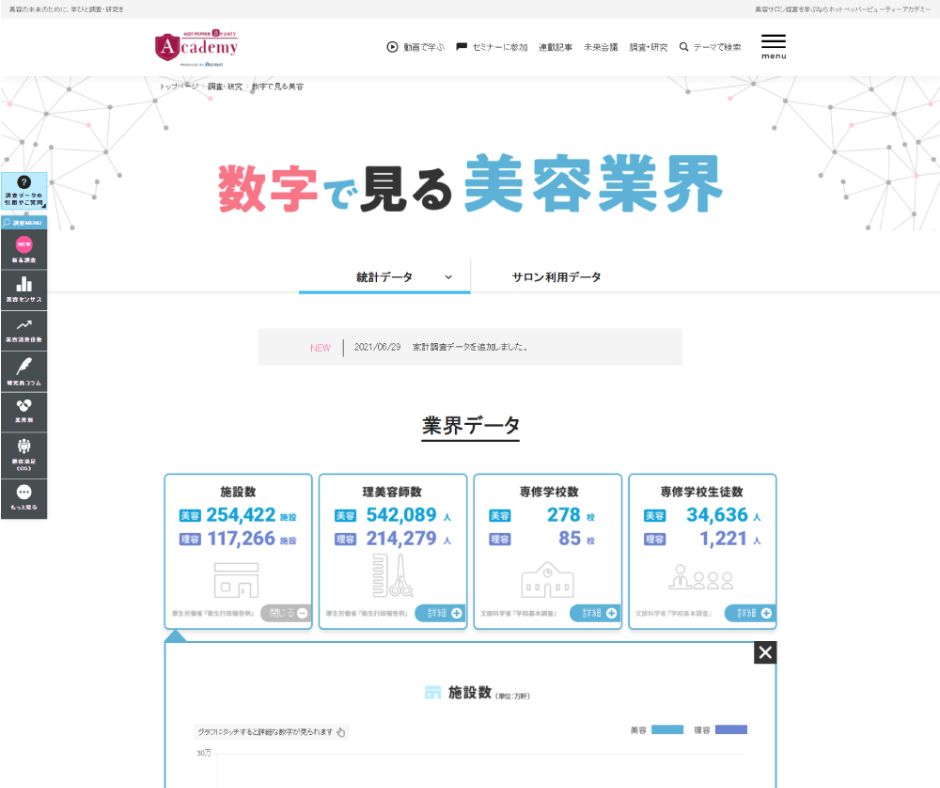 美容の未来のために、学びと調査・研究を
美容サロン経営を学ぶならホットペッパービューティーアカデミー
HOT PEPPER Beauty
Academy
PRODUCED BY RECRUIT
動画で学ぶ
セミナーに参加
連載記事
未来会議
調査・研究
テーマで検索
menu
トップページ
調査・研究
数字で見る美容
数字で見る美容業界
調査データの
引用やご質問
調査MENU
NEW
新着調査
美容センサス
研究員コラム
業界別
顧客満足
(CS)
もっと見る
統計データ
サロン利用データ
NEW
2021/06/29 家計調査データを追加しました。
業界データ
施設数
美容 254,422 施設
理容 117,266 施設
厚生労働省「衛生行政報告例」
閉じる
理美容師数
美容 542,089 人
理容 214,279 人
厚生労働省「衛生行政報告例」
詳細
専修学校数
美容 278 校
理容 85 校
文部科学省「学校基本調査」
詳細
専修学校生徒数
美容 34,636 人
理容 1,221 人
文部科学省「学校基本調査」
詳細
施設数 (単位:万軒)
グラフにタッチすると詳細な数字が見られます
美容
理容
30万